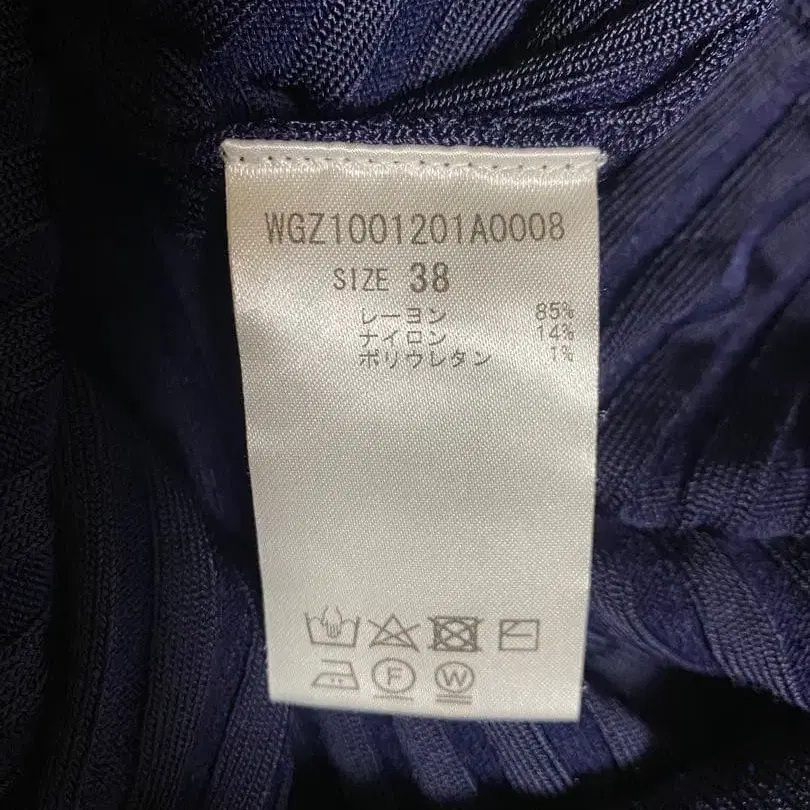 WGZ1001201A0008
SIZE 38
レーヨン 85%
ナイロン 14%
ポリウレタン 1%
F W